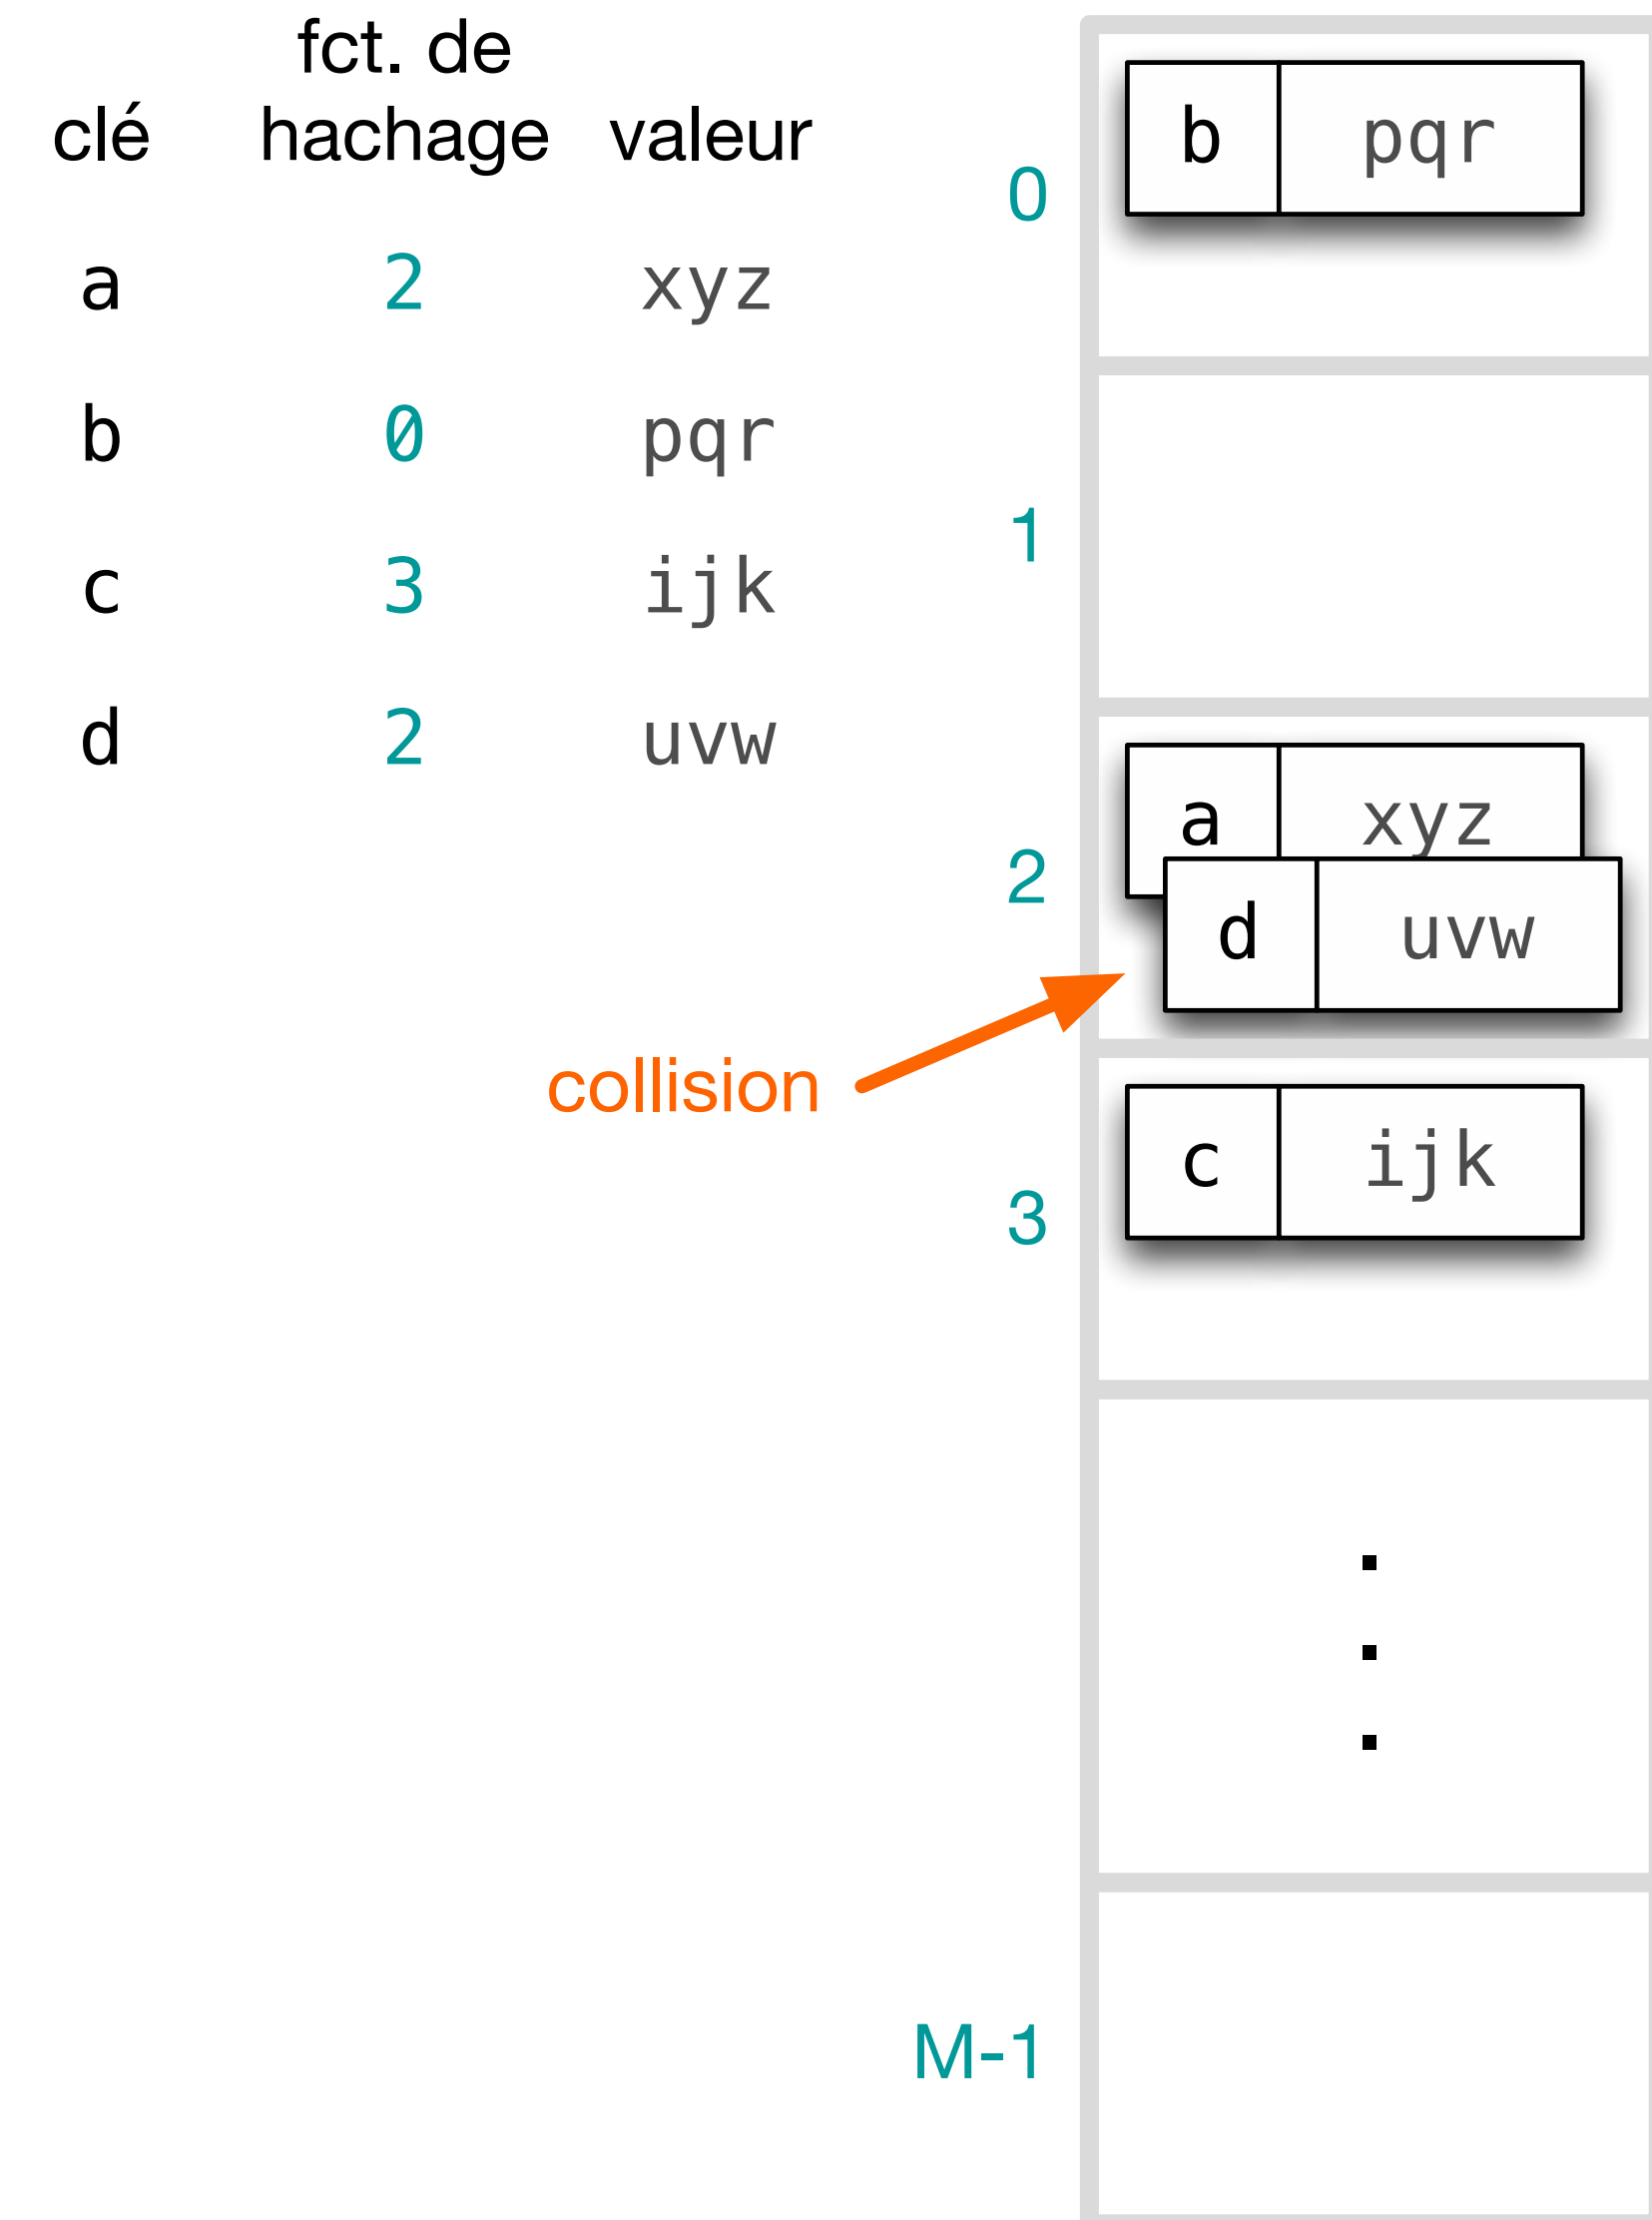 fct. de
clé hachage valeur
a 2 xyz
b 0 pqr
c 3 ijk
d 2 uvw
collision
0 b pqr
1
2 a xyz
d uvw
3 c ijk
.
.
.
M-1